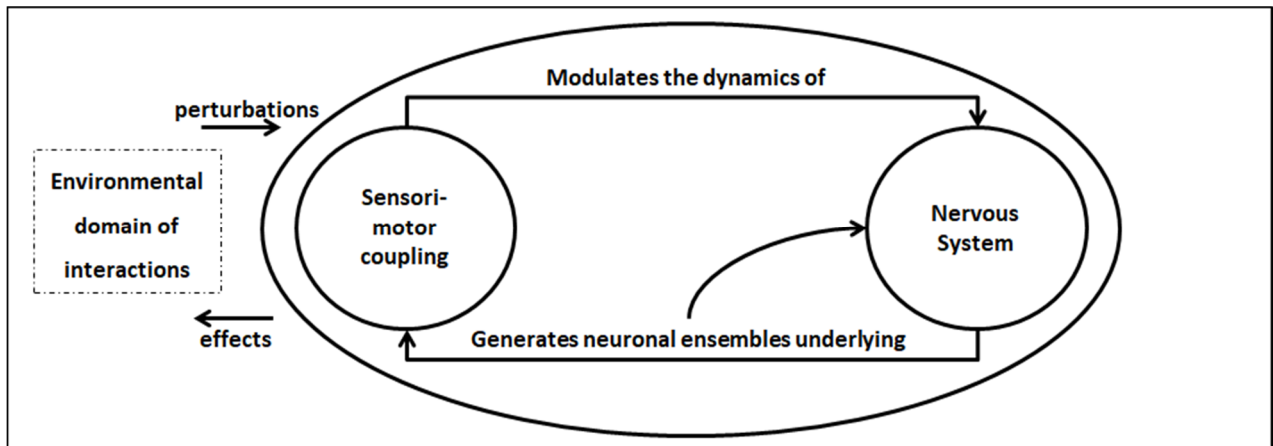 Modulates the dynamics of
perturbations
Environmental
domain of
interactions
Sensori-
motor
coupling
Nervous
System
effects
Generates neuronal ensembles underlying